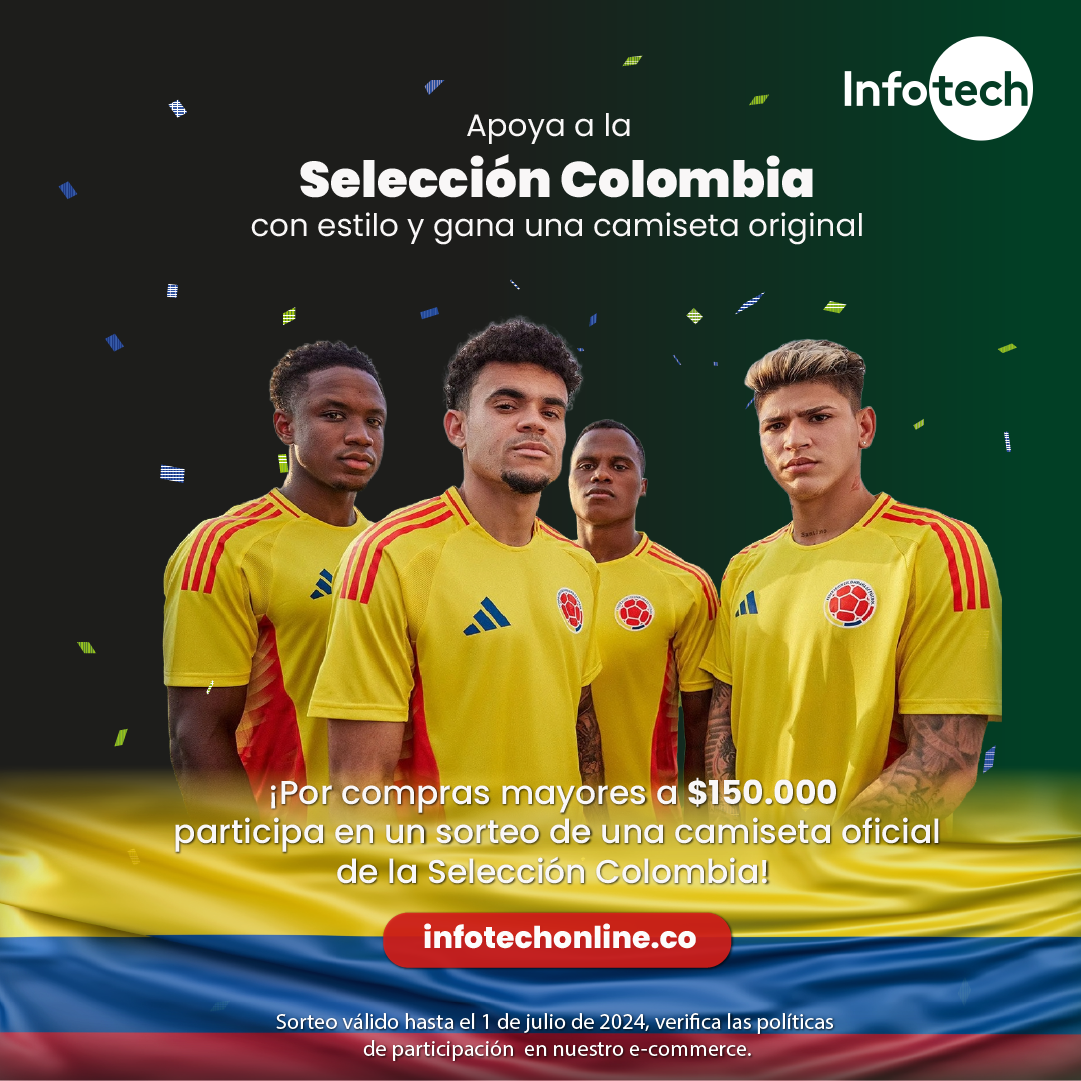 Infotech
Apoya a la
Selección Colombia
con estilo y gana una camiseta original
¡Por compras mayores a $150.000
participa en un sorteo de una camiseta oficial
de la Selección Colombia!
infotechonline.co
Sorteo válido hasta el 1 de julio de 2024, verifica las políticas
de participación en nuestro e-commerce.